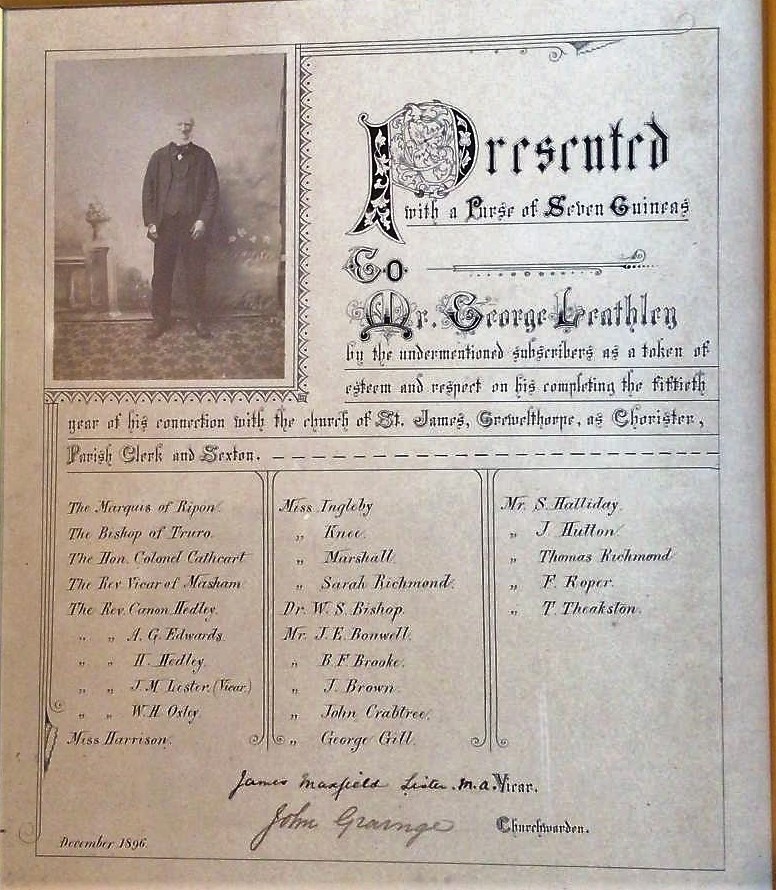 Presented
with a Purse of Seven Guineas
To
Mr. George Leathley
by the undermentioned subscribers as a token of
esteem and respect on his completing the fiftieth
year of his connection with the church of St. James, Grewelthorpe, as Chorister,
Parish Clerk and Sexton.
The Marquis of Ripon.
The Bishop of Truro.
The Hon. Colonel Cathcart
The Rev. Vicar of Masham.
The Rev. Canon Hedley.
„ „ A. G. Edwards.
„ „ H. Hedley.
„ „ J. M. Lister. (Vicar.)
„ „ W. H. Oxley.
Miss Harrison.
Miss Ingleby
„ Knee.
„ Marshall.
„ Sarah Richmond.
Dr. W. S. Bishop.
Mr. J. E. Bonwell.
„ B. F. Brooke.
„ J. Brown.
„ John Crabtree.
„ George Gill.
Mr. S. Halliday.
„ J. Hutton.
„ Thomas Richmond
„ F. Roper.
„ T. Theakston.
James Maxfield Lister. M.A. Vicar.
John Grainge Churchwarden.
December 1896.